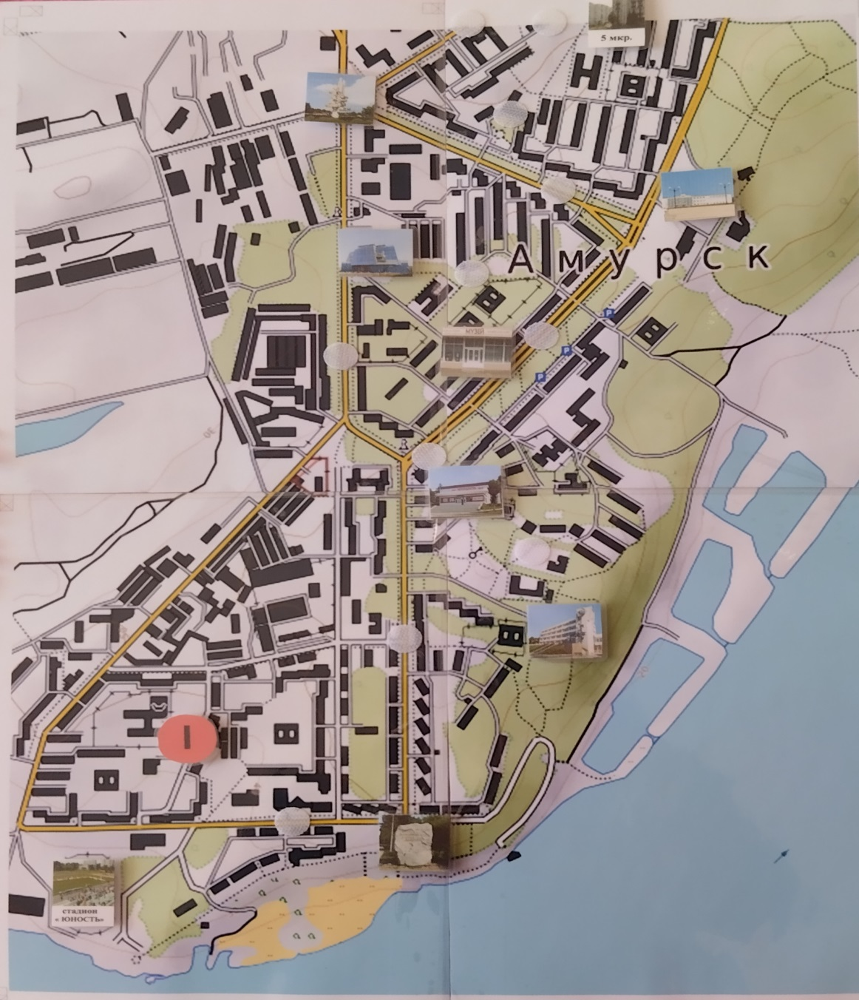 5 мкр.
Амурск
МУЗЕЙ
P
P
P
I
стадион
« ЮНОСТЬ»